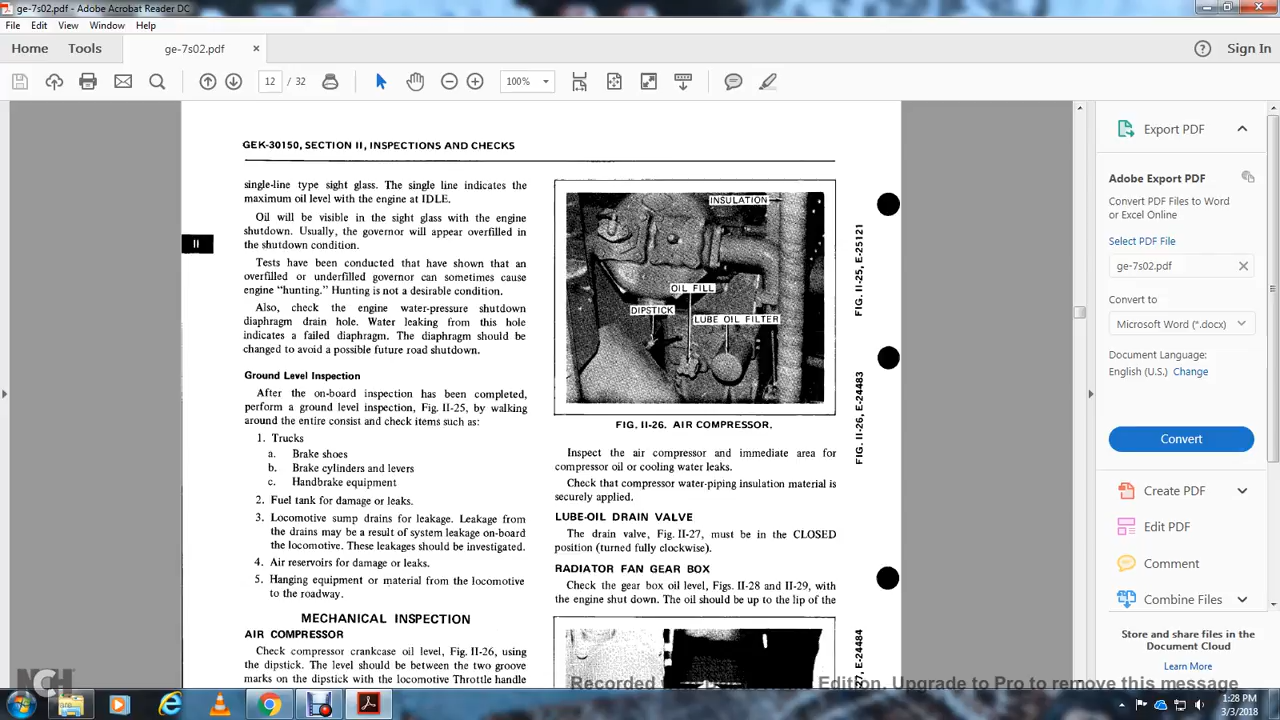 ge-7s02.pdf - Adobe Acrobat Reader DC
File Edit View Window Help
Home Tools ge-7s02.pdf × ? Sign In
12 / 32 100%
GEK-30150, SECTION II, INSPECTIONS AND CHECKS
II
single-line type sight glass. The single line indicates the
maximum oil level with the engine at IDLE.
Oil will be visible in the sight glass with the engine
shutdown. Usually, the governor will appear overfilled in
the shutdown condition.
Tests have been conducted that have shown that an
overfilled or underfilled governor can sometimes cause
engine “hunting.” Hunting is not a desirable condition.
Also, check the engine water-pressure shutdown
diaphragm drain hole. Water leaking from this hole
indicates a failed diaphragm. The diaphragm should be
changed to avoid a possible future road shutdown.
Ground Level Inspection
After the on-board inspection has been completed,
perform a ground level inspection, Fig. II-25, by walking
around the entire consist and check items such as:
1. Trucks
a. Brake shoes
b. Brake cylinders and levers
c. Handbrake equipment
2. Fuel tank for damage or leaks.
3. Locomotive sump drains for leakage. Leakage from
the drains may be a result of system leakage on-board
the locomotive. These leakages should be investigated.
4. Air reservoirs for damage or leaks.
5. Hanging equipment or material from the locomotive
to the roadway.
MECHANICAL INSPECTION
AIR COMPRESSOR
Check compressor crankcase oil level, Fig. II-26, using
the dipstick. The level should be between the two groove
marks on the dipstick with the locomotive Throttle in Idle
INSULATION
OIL FILL
DIPSTICK
LUBE OIL FILTER
FIG. II-26. AIR COMPRESSOR.
Inspect the air compressor and immediate area for
compressor oil or cooling water leaks.
Check that compressor water-piping insulation material is
securely applied.
LUBE-OIL DRAIN VALVE
The drain valve, Fig. II-27, must be in the CLOSED
position (turned fully clockwise).
RADIATOR FAN GEAR BOX
Check the gear box oil level, Figs. II-28 and II-29, with
the engine shut down. The oil should be up to the lip of the
FIG. II-25, E-25121
FIG. II-26, E-24483
E-24484
Export PDF
Adobe Export PDF
Convert PDF Files to Word
or Excel Online
Select PDF File
ge-7s02.pdf ×
Convert to
Microsoft Word (*.docx)
Document Language:
English (U.S.) Change
Convert
Create PDF
Edit PDF
Comment
Combine Files
Store and share files in the
Document Cloud
Learn More
Edition. Upgrade to Pro to remove this message
1:28 PM
3/3/2018